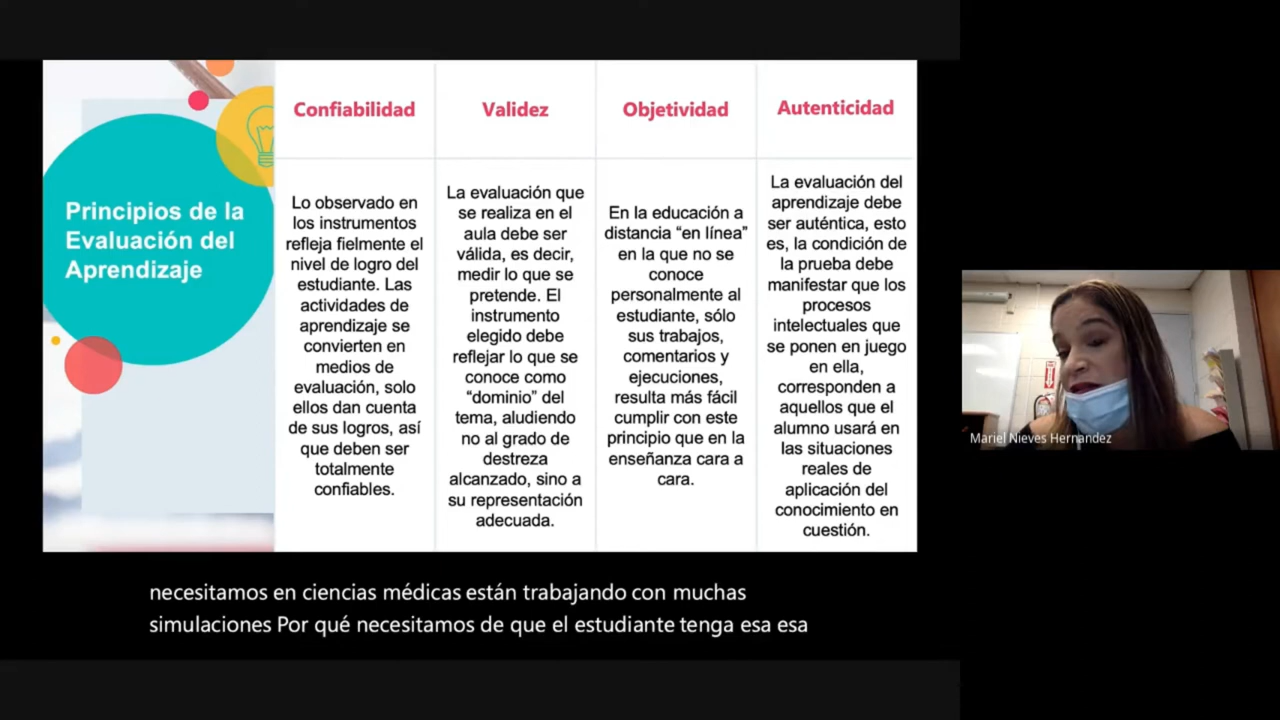 Principios de la
Evaluación del
Aprendizaje
Confiabilidad
Lo observado en
los instrumentos
refleja fielmente el
nivel de logro del
estudiante. Las
actividades de
aprendizaje se
convierten en
medios de
evaluación, solo
ellos dan cuenta
de sus logros, así
que deben ser
totalmente
confiables.
Validez
La evaluación que
se realiza en el
aula debe ser
válida, es decir,
medir lo que se
pretende. El
instrumento
elegido debe
reflejar lo que se
conoce como
“dominio” del
tema, aludiendo
no al grado de
destreza
alcanzado, sino a
su representación
adecuada.
Objetividad
En la educación a
distancia “en línea”
en la que no se
conoce
personalmente al
estudiante, sólo
sus trabajos,
comentarios y
ejecuciones,
resulta más fácil
cumplir con este
principio que en la
enseñanza cara a
cara.
Autenticidad
La evaluación del
aprendizaje debe
ser auténtica, esto
es, la condición de
la prueba debe
manifestar que los
procesos
intelectuales que
se ponen en juego
en ella,
corresponden a
aquellos que el
alumno usará en
las situaciones
reales de
aplicación del
conocimiento en
cuestión.
Mariel Nieves Hernandez
necesitamos en ciencias médicas están trabajando con muchas
simulaciones Por qué necesitamos de que el estudiante tenga esa esa